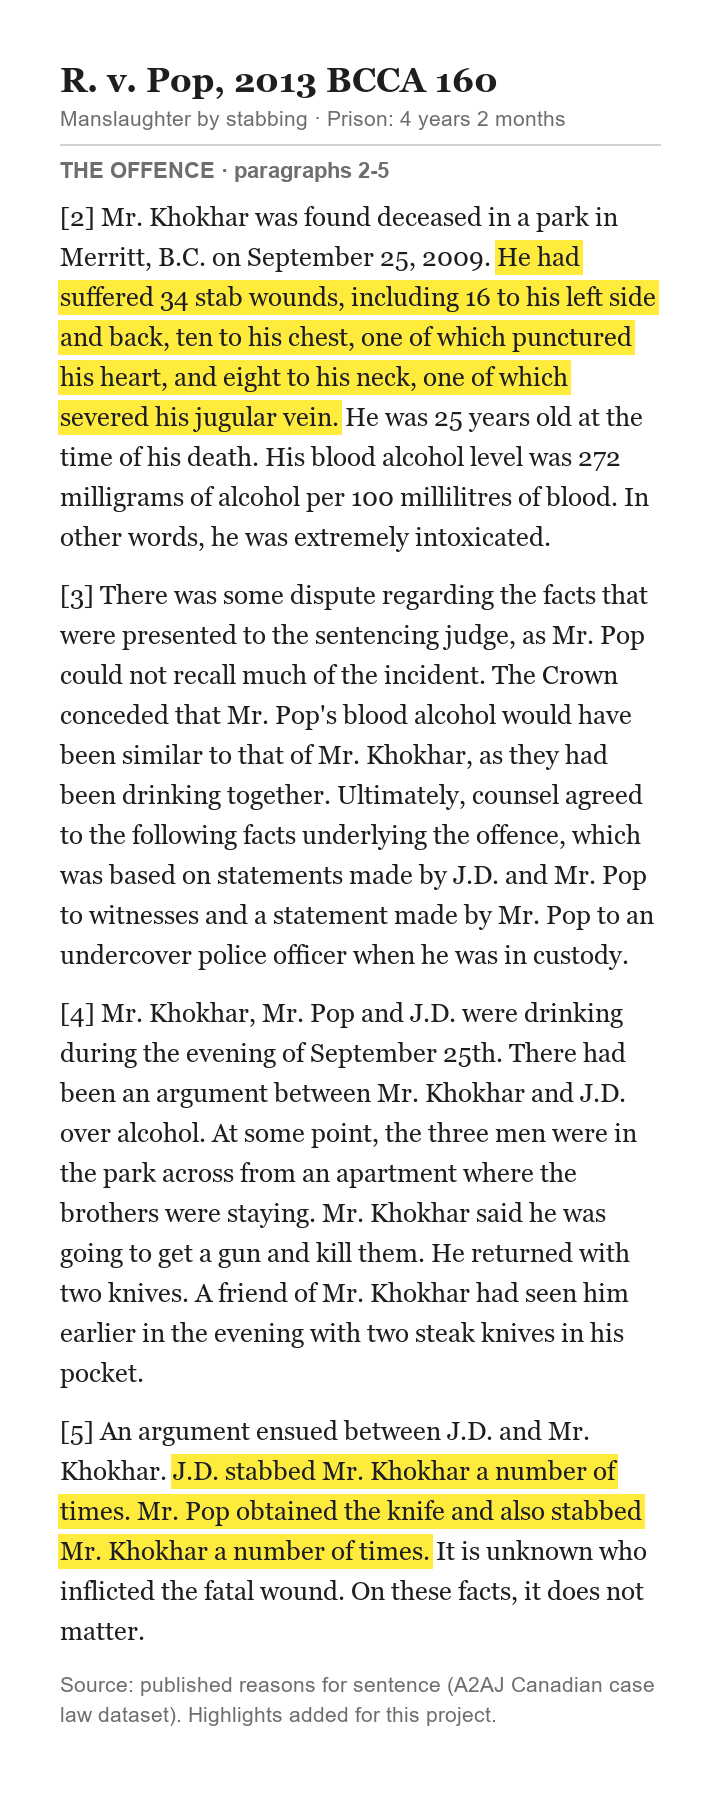 R. v. Pop, 2013 BCCA 160
Manslaughter by stabbing · Prison: 4 years 2 months
THE OFFENCE · paragraphs 2-5
[2] Mr. Khokhar was found deceased in a park in
Merritt, B.C. on September 25, 2009. He had
suffered 34 stab wounds, including 16 to his left side
and back, ten to his chest, one of which punctured
his heart, and eight to his neck, one of which
severed his jugular vein. He was 25 years old at the
time of his death. His blood alcohol level was 272
milligrams of alcohol per 100 millilitres of blood. In
other words, he was extremely intoxicated.
[3] There was some dispute regarding the facts that
were presented to the sentencing judge, as Mr. Pop
could not recall much of the incident. The Crown
conceded that Mr. Pop's blood alcohol would have
been similar to that of Mr. Khokhar, as they had
been drinking together. Ultimately, counsel agreed
to the following facts underlying the offence, which
was based on statements made by J.D. and Mr. Pop
to witnesses and a statement made by Mr. Pop to an
undercover police officer when he was in custody.
[4] Mr. Khokhar, Mr. Pop and J.D. were drinking
during the evening of September 25th. There had
been an argument between Mr. Khokhar and J.D.
over alcohol. At some point, the three men were in
the park across from an apartment where the
brothers were staying. Mr. Khokhar said he was
going to get a gun and kill them. He returned with
two knives. A friend of Mr. Khokhar had seen him
earlier in the evening with two steak knives in his
pocket.
[5] An argument ensued between J.D. and Mr.
Khokhar. J.D. stabbed Mr. Khokhar a number of
times. Mr. Pop obtained the knife and also stabbed
Mr. Khokhar a number of times. It is unknown who
inflicted the fatal wound. On these facts, it does not
matter.
Source: published reasons for sentence (A2AJ Canadian case
law dataset). Highlights added for this project.